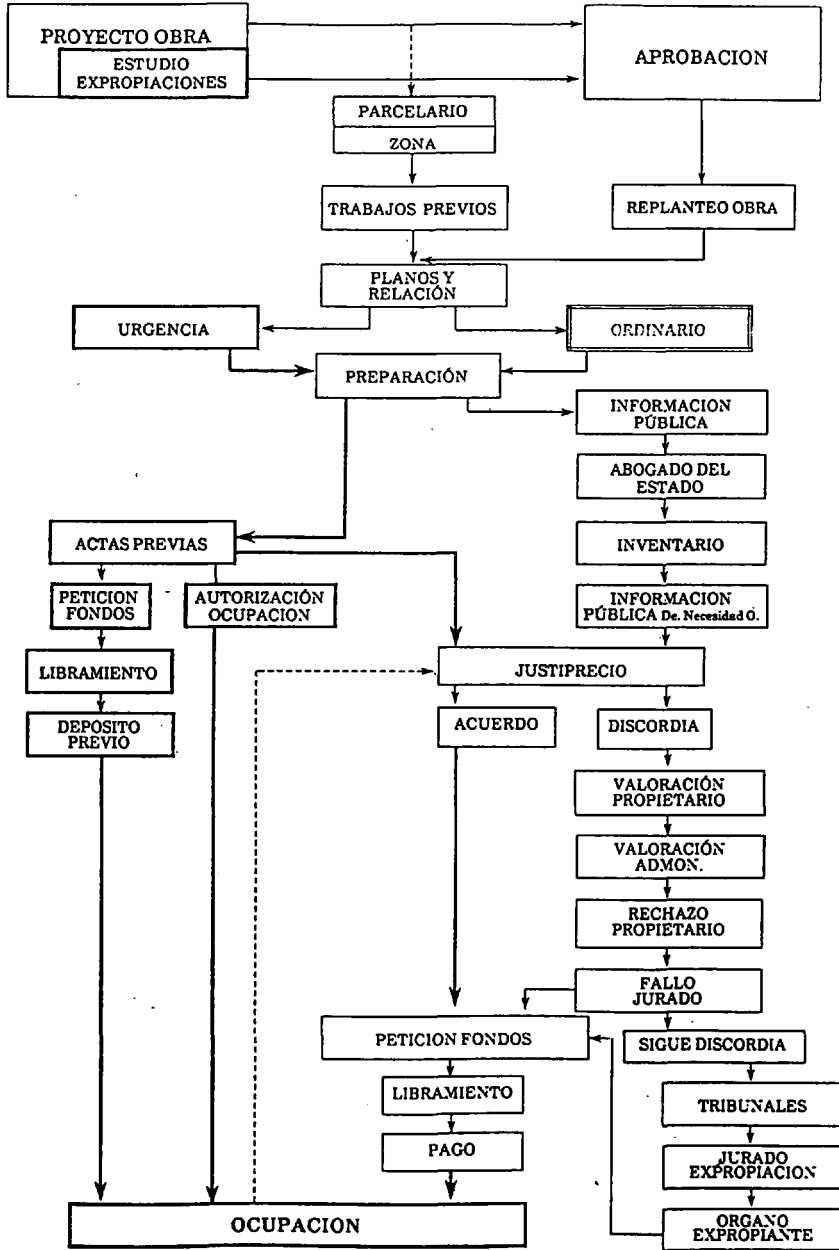 PROYECTO OBRA
ESTUDIO
EXPROPIACIONES
APROBACION
PARCELARIO
ZONA
TRABAJOS PREVIOS
REPLANTEO OBRA
PLANOS Y
RELACIÓN
URGENCIA
ORDINARIO
PREPARACIÓN
INFORMACION
PÚBLICA
ABOGADO DEL
ESTADO
ACTAS PREVIAS
INVENTARIO
PETICION
FONDOS
AUTORIZACIÓN
OCUPACION
INFORMACION
PÚBLICA De. Necesidad O.
LIBRAMIENTO
JUSTIPRECIO
DEPOSITO
PREVIO
ACUERDO
DISCORDIA
VALORACIÓN
PROPIETARIO
VALORACIÓN
ADMON.
RECHAZO
PROPIETARIO
FALLO
JURADO
PETICION FONDOS
SIGUE DISCORDIA
LIBRAMIENTO
TRIBUNALES
PAGO
JURADO
EXPROPIACION
OCUPACION
ORGANO
EXPROPIANTE